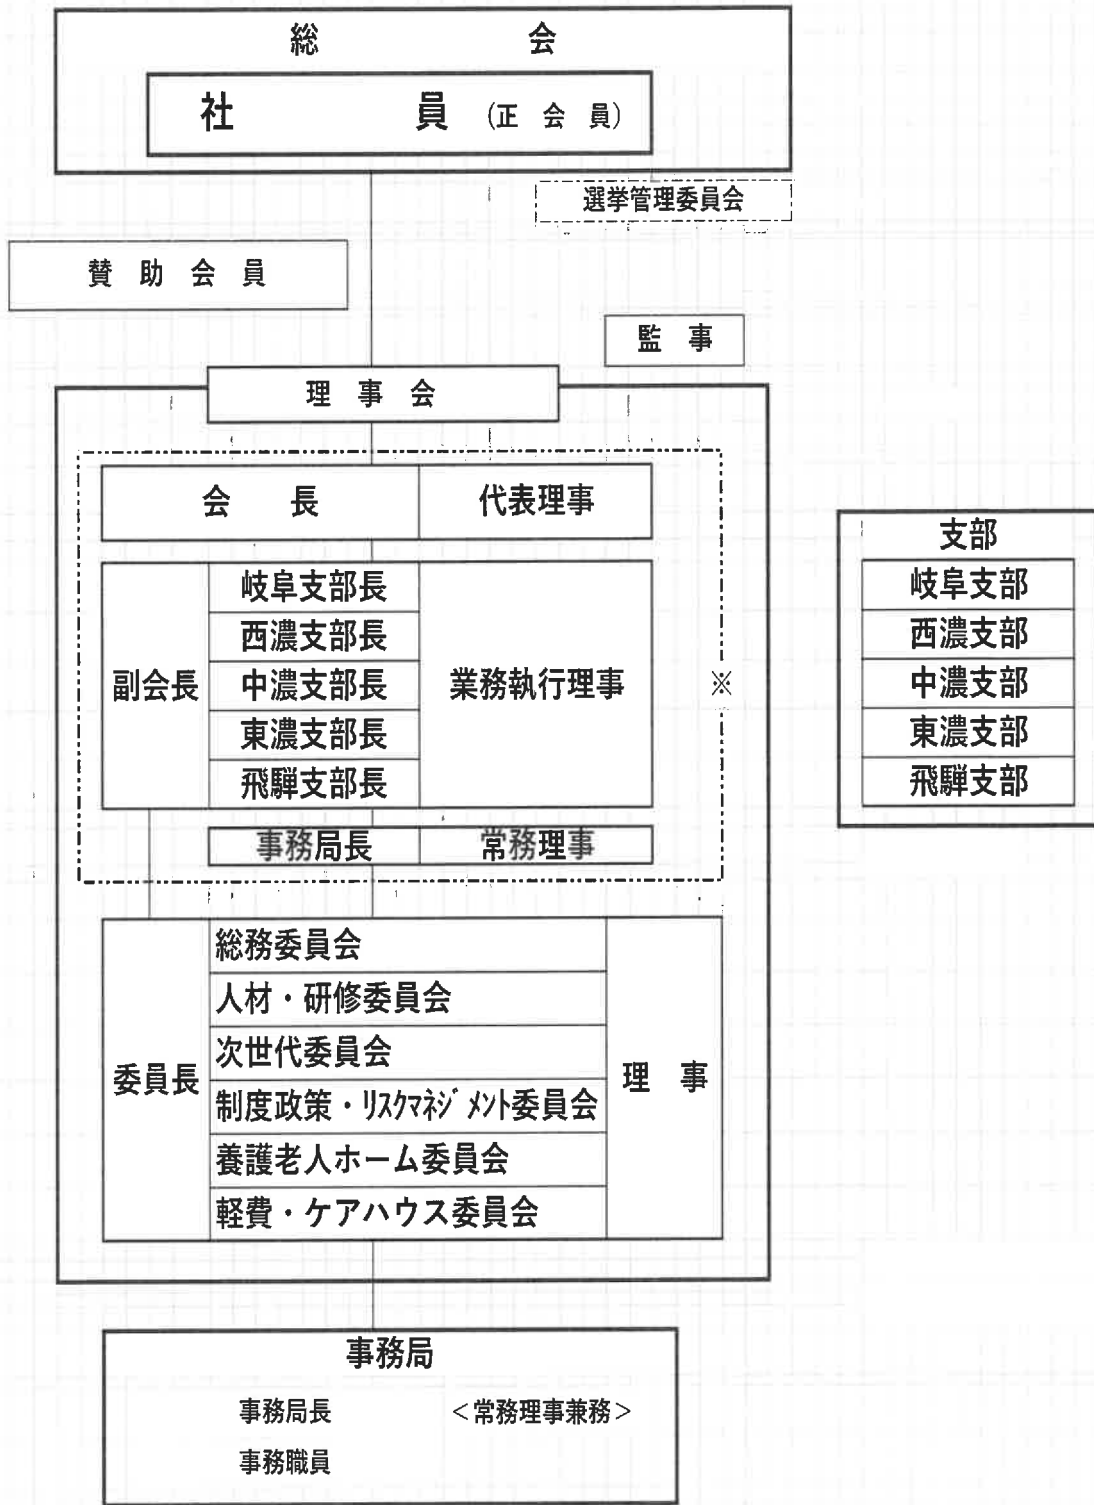 総　会
社　員（正会員）
選挙管理委員会
賛助会員
監事
理事会
会長　代表理事
副会長
岐阜支部長
西濃支部長
中濃支部長
東濃支部長
飛騨支部長
業務執行理事
※
事務局長　常務理事
支部
岐阜支部
西濃支部
中濃支部
東濃支部
飛騨支部
委員長
総務委員会
人材・研修委員会
次世代委員会
制度政策・ﾘｽｸﾏﾈｼﾞﾒﾝﾄ委員会
養護老人ホーム委員会
軽費・ケアハウス委員会
理事
事務局
事務局長　＜常務理事兼務＞
事務職員